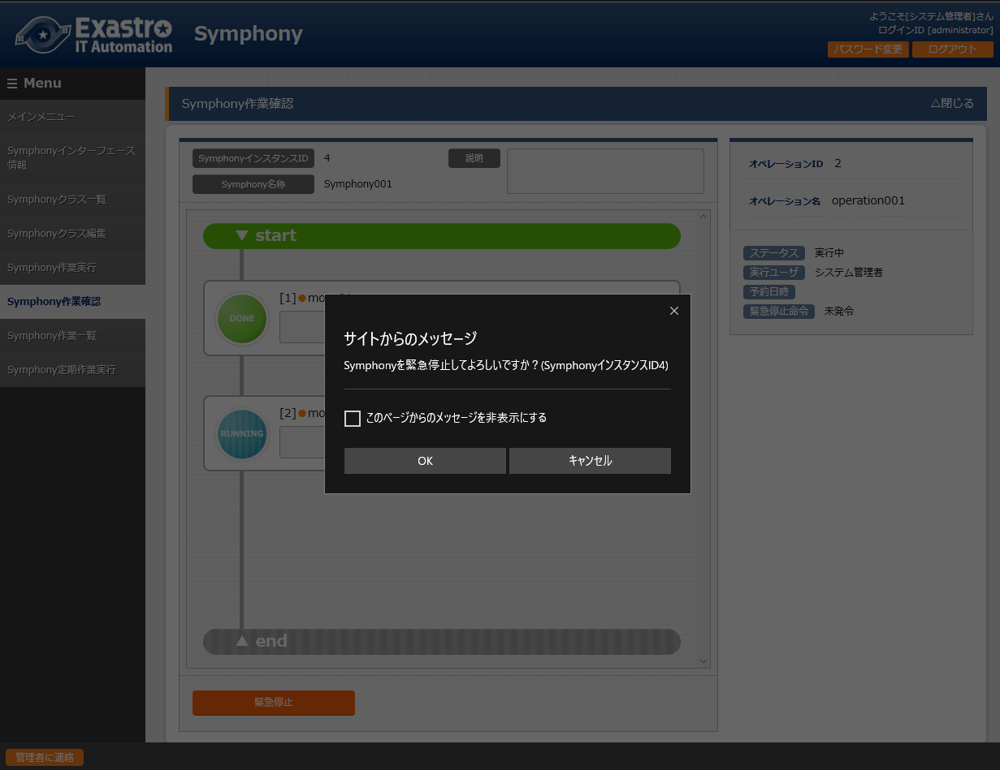 Exastro
IT Automation
Symphony
ようこそ[システム管理者]さん
ログインID [administrator]
パスワード変更
ログアウト
Menu
メインメニュー
Symphonyインターフェース
情報
Symphonyクラス一覧
Symphonyクラス編集
Symphony作業実行
Symphony作業確認
Symphony作業一覧
Symphony定期作業実行
Symphony作業確認
△閉じる
SymphonyインスタンスID 4
説明
Symphony名称 Symphony001
▼ start
DONE
[1]
RUNNING
[2]
▲ end
緊急停止
オペレーションID 2
オペレーション名 operation001
ステータス 実行中
実行ユーザ システム管理者
予約日時
緊急停止命令 未発令
サイトからのメッセージ
Symphonyを緊急停止してよろしいですか？(SymphonyインスタンスID4)
このページからのメッセージを非表示にする
OK
キャンセル
管理者に連絡